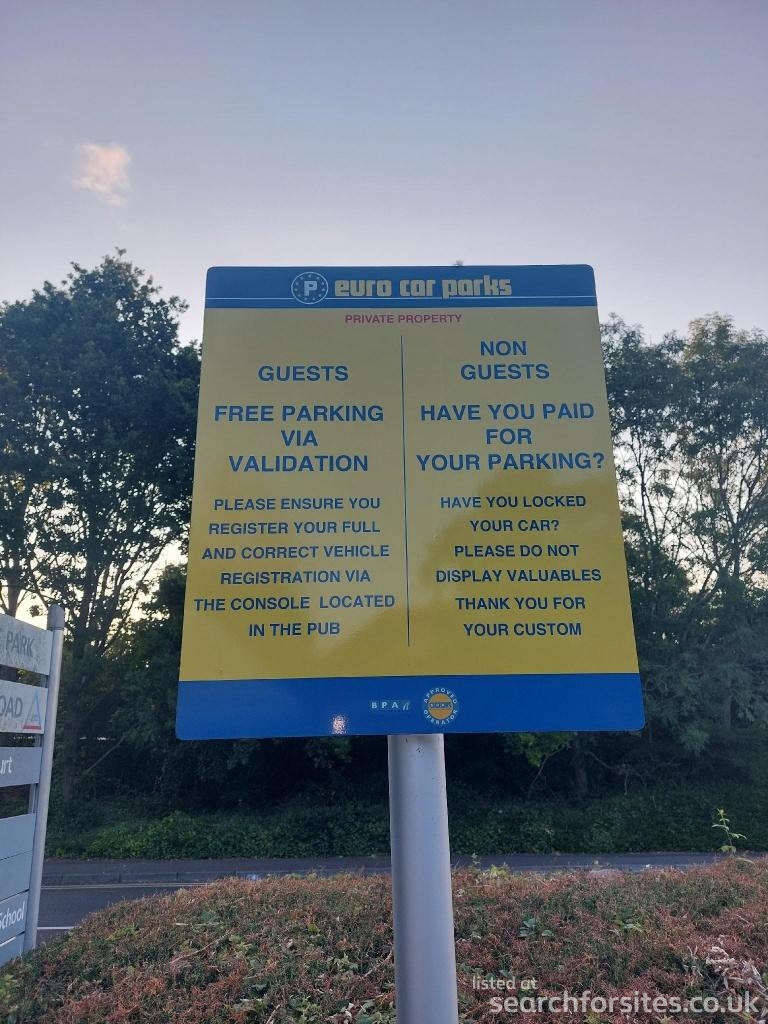 P euro car parks
PRIVATE PROPERTY
GUESTS
FREE PARKING
VIA
VALIDATION
PLEASE ENSURE YOU
REGISTER YOUR FULL
AND CORRECT VEHICLE
REGISTRATION VIA
THE CONSOLE LOCATED
IN THE PUB
NON
GUESTS
HAVE YOU PAID
FOR
YOUR PARKING?
HAVE YOU LOCKED
YOUR CAR?
PLEASE DO NOT
DISPLAY VALUABLES
THANK YOU FOR
YOUR CUSTOM
BPA
APPROVED
OPERATOR
PARK
OAD
urt
School
listed at
searchforsites.co.uk